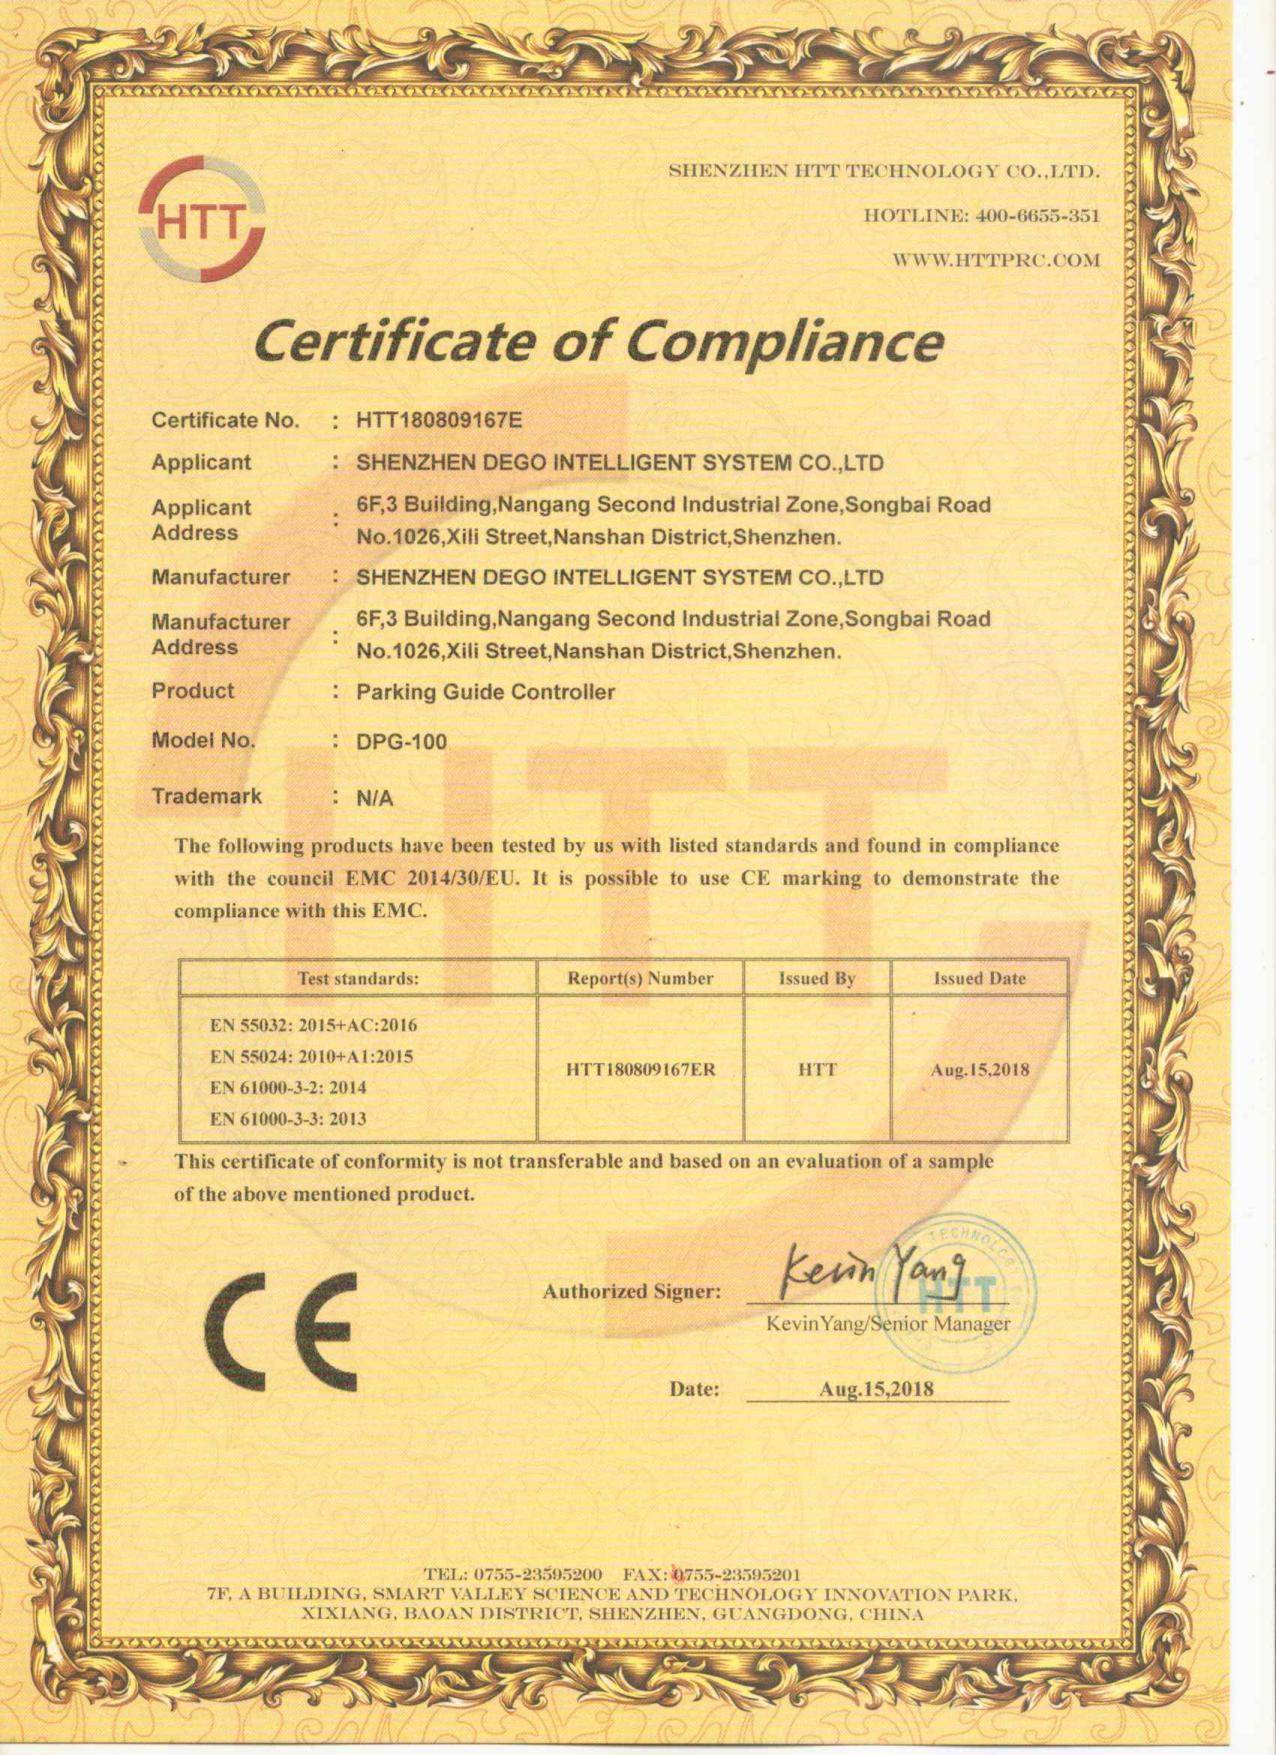 HTT
SHENZHEN HTT TECHNOLOGY CO.,LTD.
HOTLINE: 400-6655-351
WWW.HTTPRC.COM
Certificate of Compliance
Certificate No. : HTT180809167E
Applicant : SHENZHEN DEGO INTELLIGENT SYSTEM CO.,LTD
Applicant Address : 6F,3 Building,Nangang Second Industrial Zone,Songbai Road
No.1026,Xili Street,Nanshan District,Shenzhen.
Manufacturer : SHENZHEN DEGO INTELLIGENT SYSTEM CO.,LTD
Manufacturer Address : 6F,3 Building,Nangang Second Industrial Zone,Songbai Road
No.1026,Xili Street,Nanshan District,Shenzhen.
Product : Parking Guide Controller
Model No. : DPG-100
Trademark : N/A
HTT
The following products have been tested by us with listed standards and found in compliance
with the council EMC 2014/30/EU. It is possible to use CE marking to demonstrate the
compliance with this EMC.
Test standards: Report(s) Number Issued By Issued Date
EN 55032: 2015+AC:2016
EN 55024: 2010+A1:2015
EN 61000-3-2: 2014
EN 61000-3-3: 2013
HTT180809167ER HTT Aug.15,2018
This certificate of conformity is not transferable and based on an evaluation of a sample
of the above mentioned product.
CE
Authorized Signer: Kevin Yang
TECHNOLOGY
HTT
KevinYang/Senior Manager
Date: Aug.15,2018
TEL: 0755-23595200 FAX: 0755-23595201
7F, A BUILDING, SMART VALLEY SCIENCE AND TECHNOLOGY INNOVATION PARK,
XIXIANG, BAOAN DISTRICT, SHENZHEN, GUANGDONG, CHINA